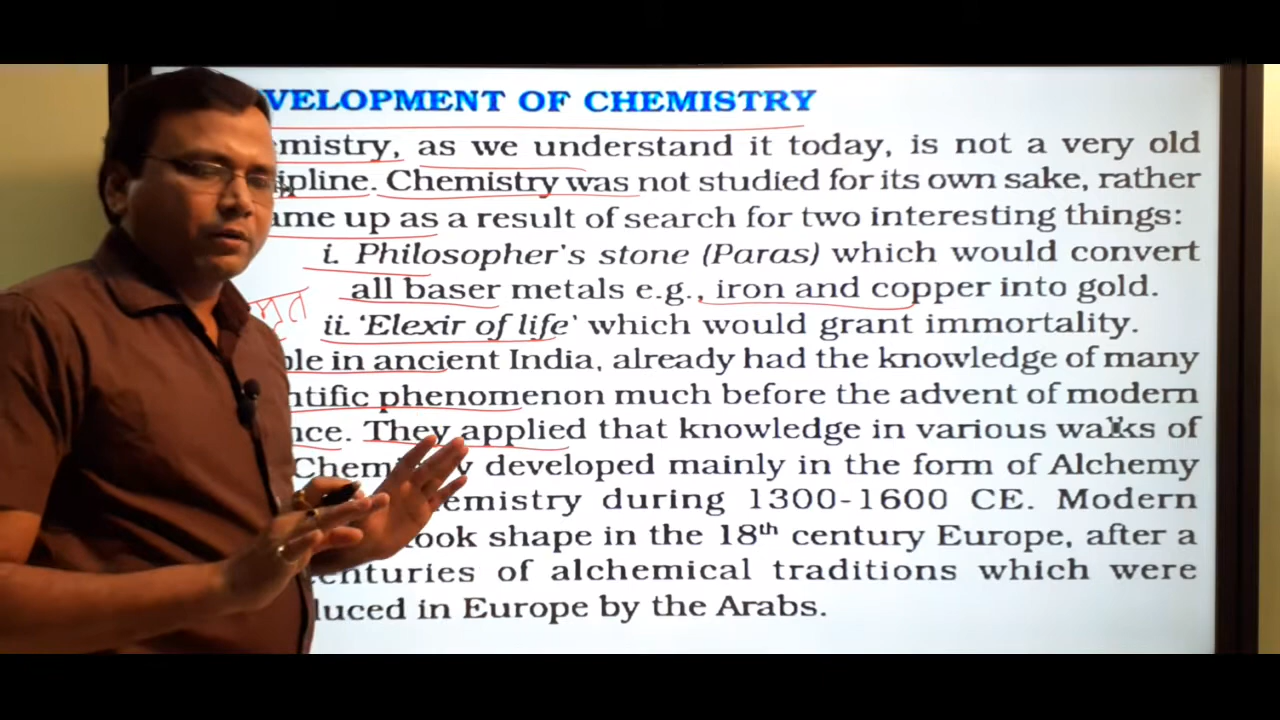 VELOPMENT OF CHEMISTRY
mistry, as we understand it today, is not a very old
ipline. Chemistry was not studied for its own sake, rather
ame up as a result of search for two interesting things:
i. Philosopher's stone (Paras) which would convert
all baser metals e.g., iron and copper into gold.
ii. 'Elexir of life' which would grant immortality.
ple in ancient India, already had the knowledge of many
ntific phenomenon much before the advent of modern
nce. They applied that knowledge in various walks of
Chemistry developed mainly in the form of Alchemy
emistry during 1300-1600 CE. Modern
took shape in the 18th century Europe, after a
centuries of alchemical traditions which were
duced in Europe by the Arabs.